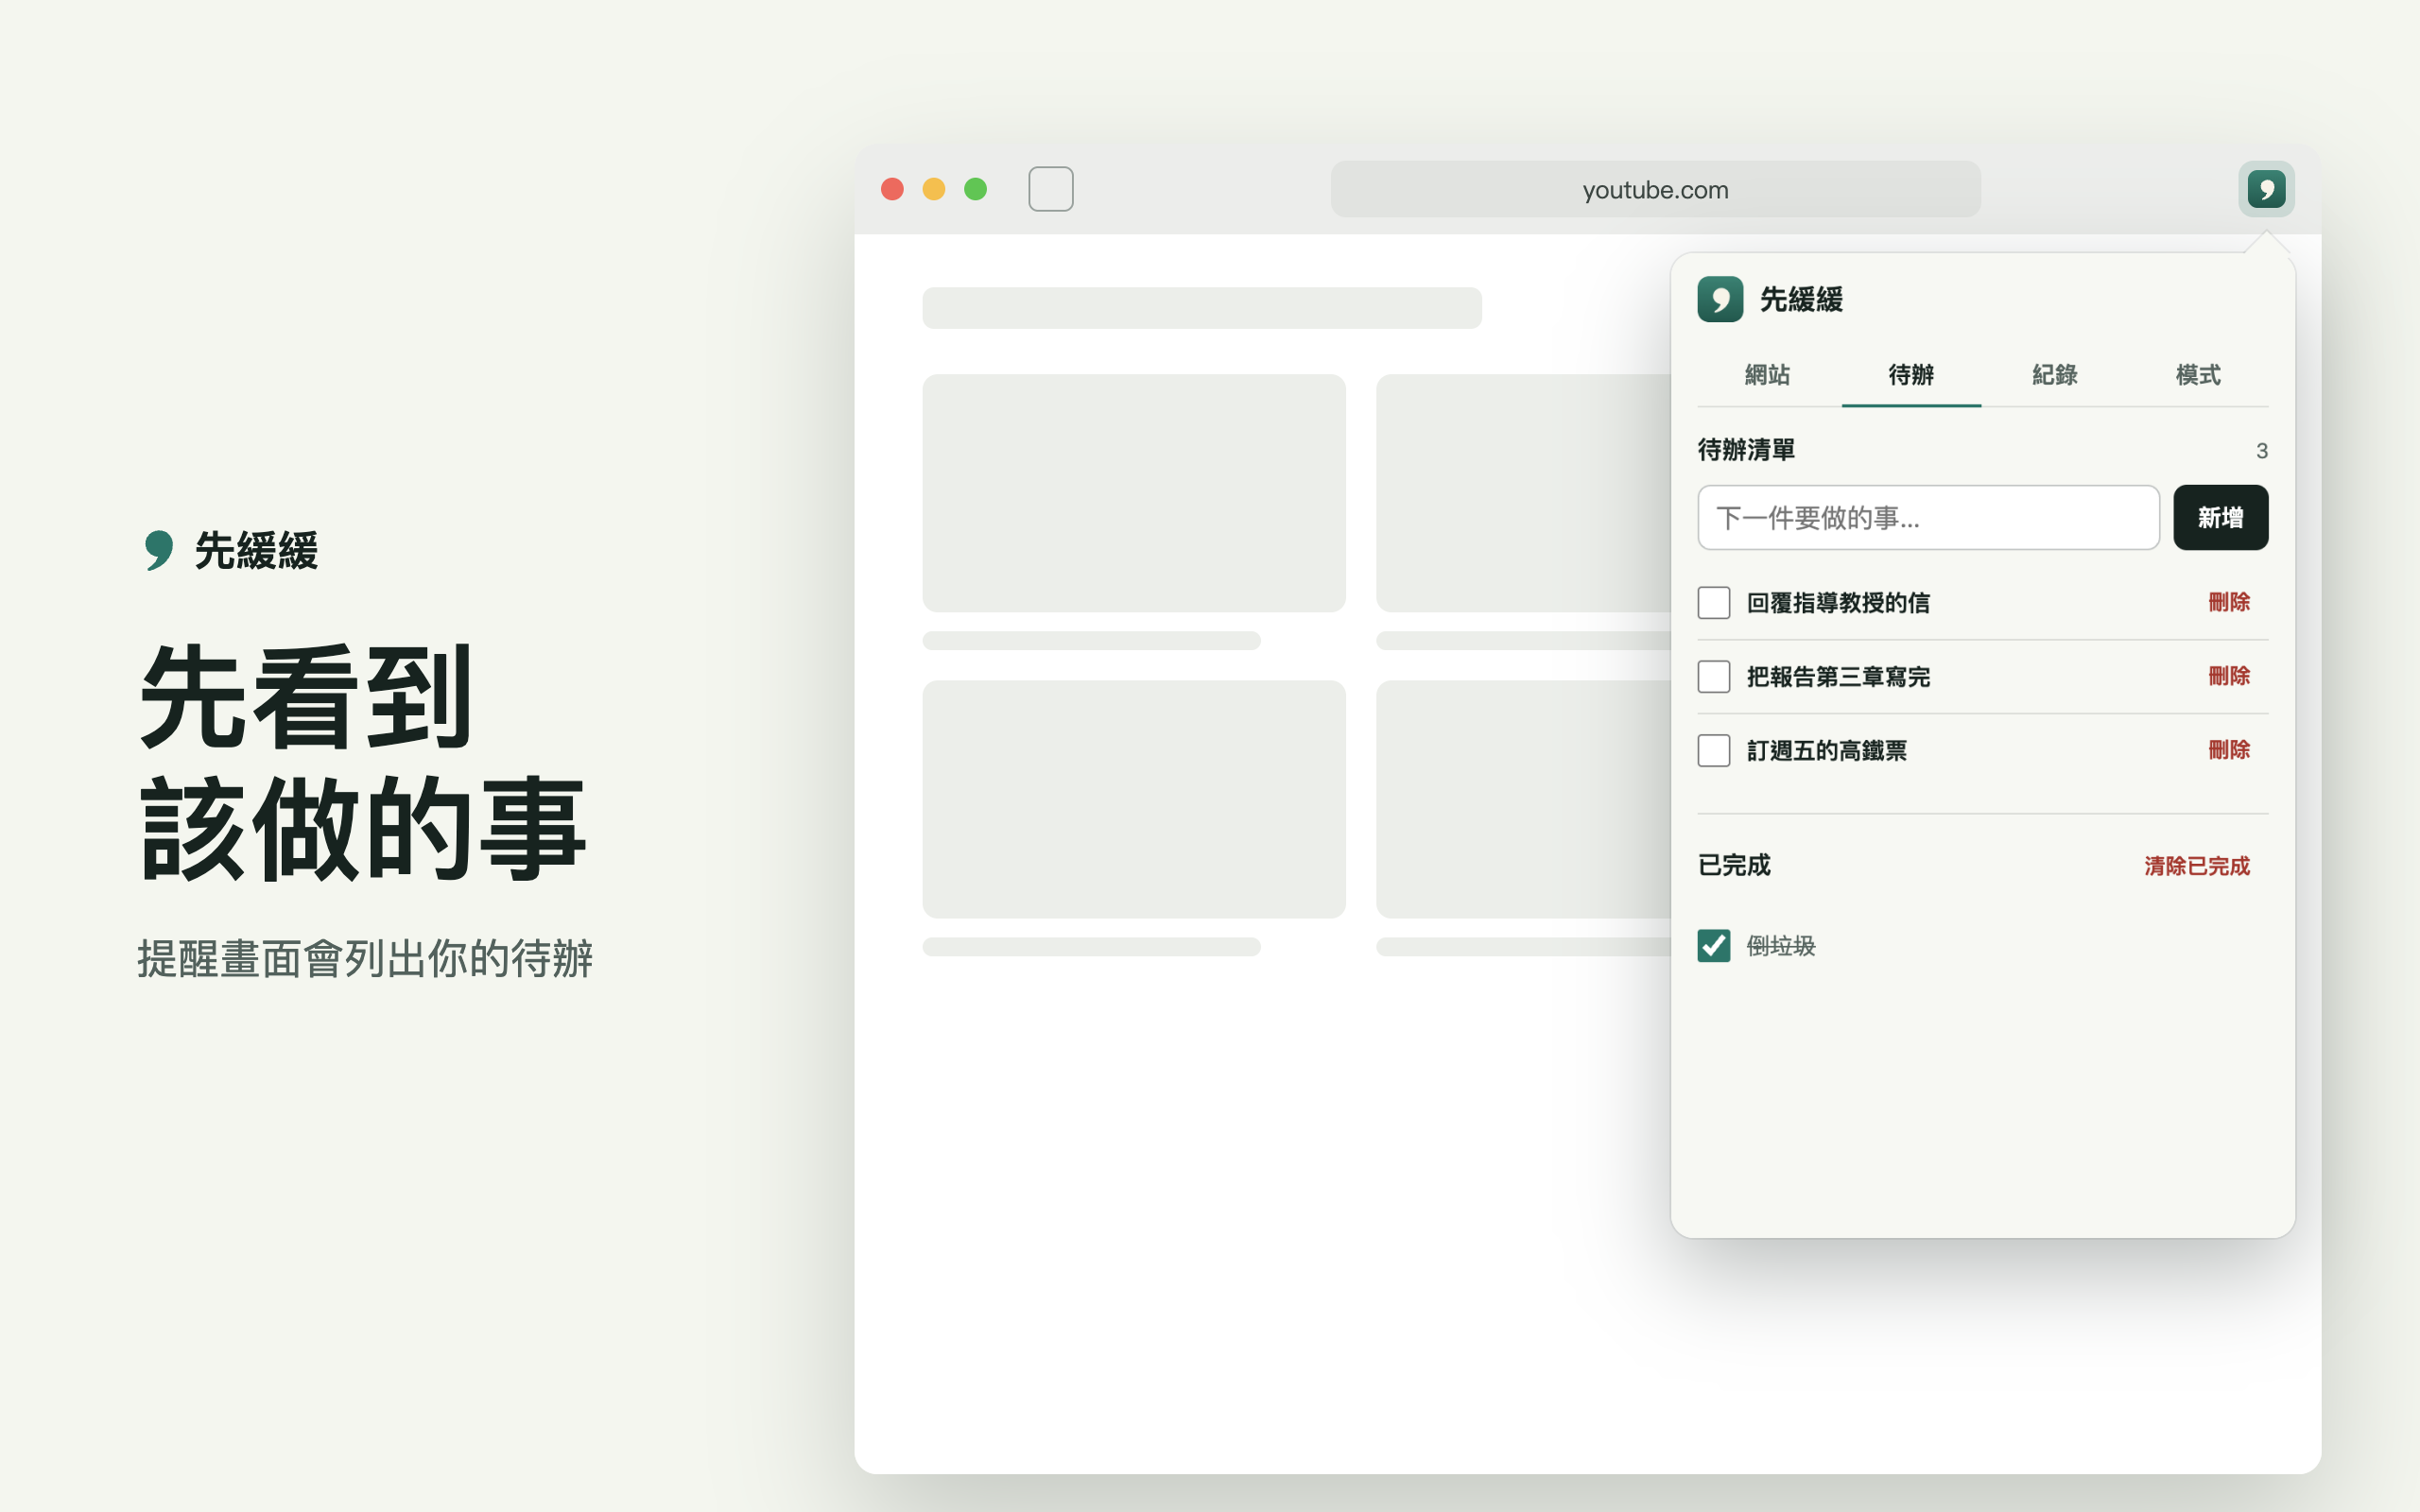 先緩緩
先看到
該做的事
提醒畫面會列出你的待辦
youtube.com
先緩緩
網站 待辦 紀錄 模式
待辦清單 3
下一件要做的事... 新增
回覆指導教授的信 刪除
把報告第三章寫完 刪除
訂週五的高鐵票 刪除
已完成 清除已完成
倒垃圾